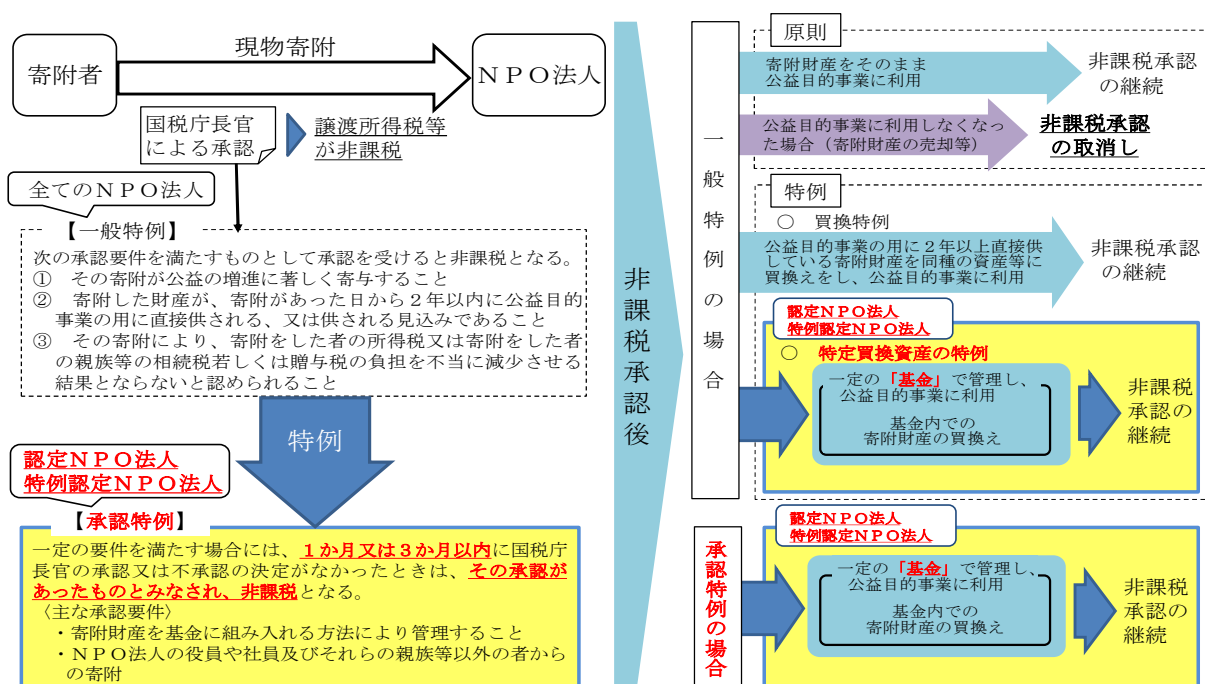 寄附者
現物寄附
ＮＰＯ法人
国税庁長官
による承認
譲渡所得税等
が非課税
全てのＮＰＯ法人
【一般特例】
次の承認要件を満たすものとして承認を受けると非課税となる。
①　その寄附が公益の増進に著しく寄与すること
②　寄附した財産が、寄附があった日から２年以内に公益目的
事業の用に直接供される、又は供される見込みであること
③　その寄附により、寄附をした者の所得税又は寄附をした者
の親族等の相続税若しくは贈与税の負担を不当に減少させる
結果とならないと認められること
特例
認定ＮＰＯ法人
特例認定ＮＰＯ法人
【承認特例】
一定の要件を満たす場合には、１か月又は３か月以内に国税庁
長官の承認又は不承認の決定がなかったときは、その承認が
あったものとみなされ、非課税となる。
〈主な承認要件〉
・寄附財産を基金に組み入れる方法により管理すること
・ＮＰＯ法人の役員や社員及びそれらの親族等以外の者から
の寄附
非課税承認後
一般特例の場合
原則
寄附財産をそのまま
公益目的事業に利用
非課税承認
の継続
公益目的事業に利用しなくなっ
た場合（寄附財産の売却等）
非課税承認
の取消し
特例
○　買換特例
公益目的事業の用に２年以上直接供
している寄附財産を同種の資産等に
買換えをし、公益目的事業に利用
非課税承認
の継続
認定ＮＰＯ法人
特例認定ＮＰＯ法人
○　特定買換資産の特例
一定の「基金」で管理し、
公益目的事業に利用
基金内での
寄附財産の買換え
非課税
承認の
継続
承認特例の場合
認定ＮＰＯ法人
特例認定ＮＰＯ法人
一定の「基金」で管理し、
公益目的事業に利用
基金内での
寄附財産の買換え
非課税
承認の
継続